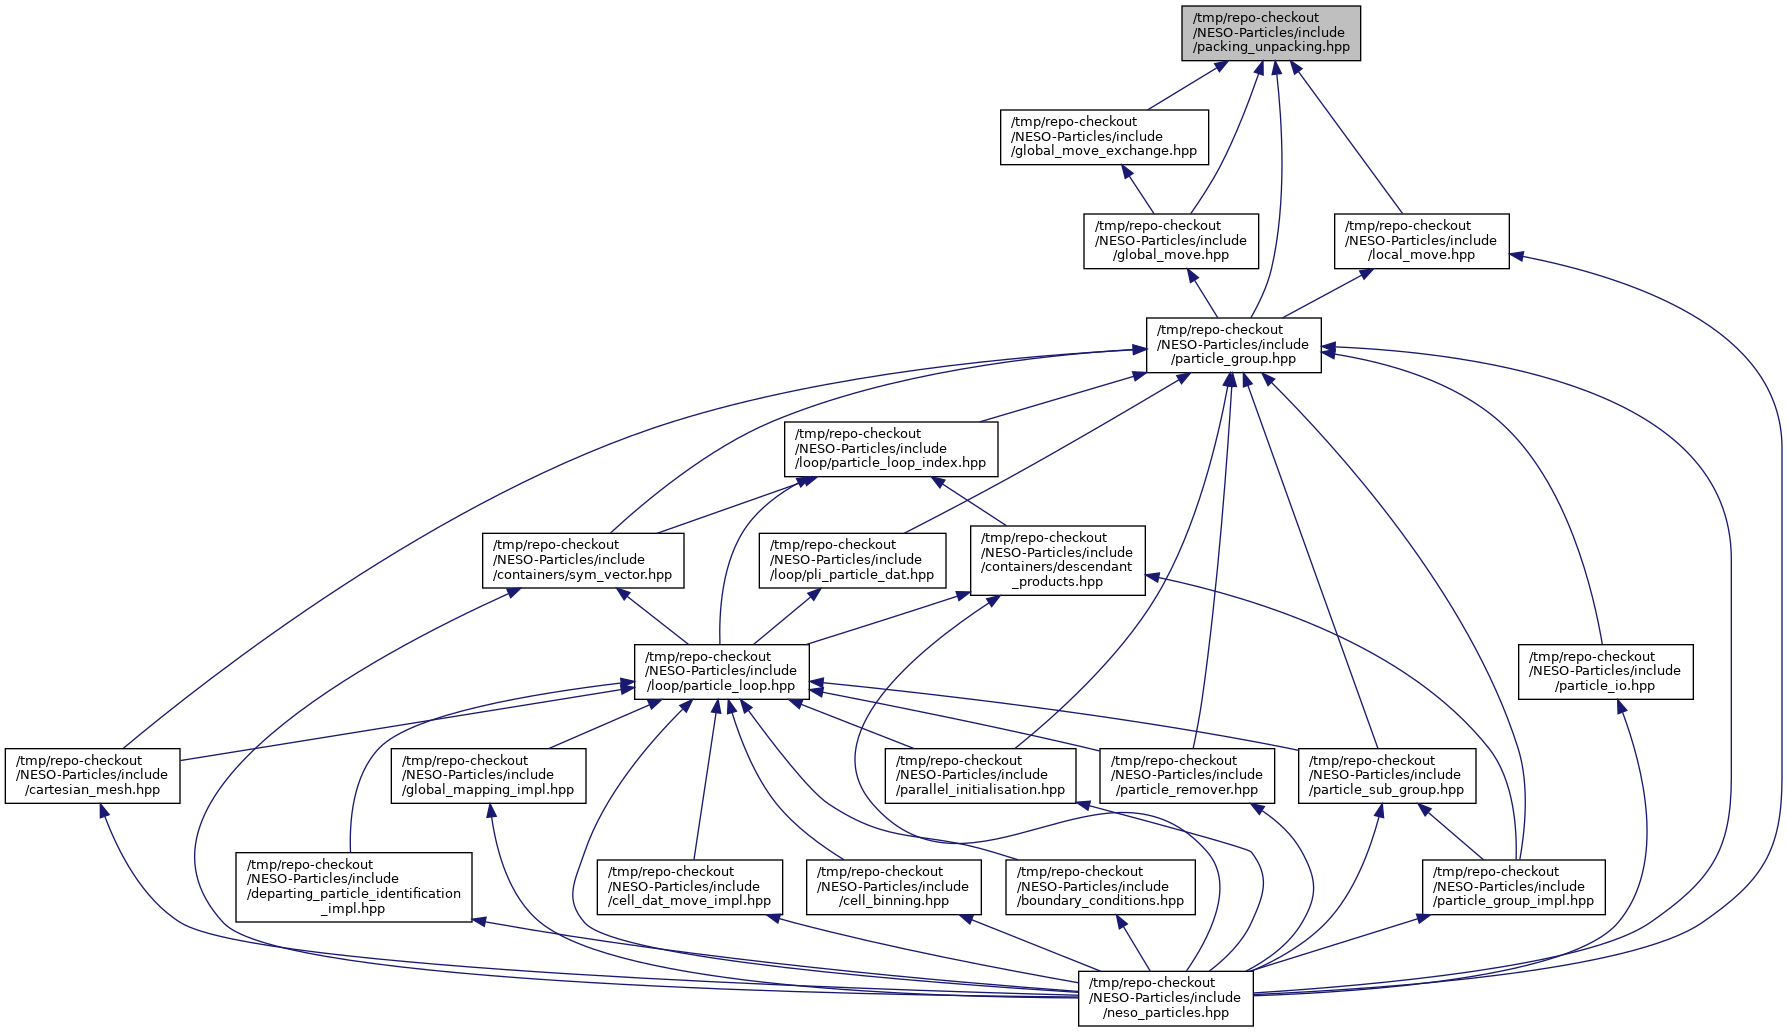 /tmp/repo-checkout
/NESO-Particles/include
/packing_unpacking.hpp
/tmp/repo-checkout
/NESO-Particles/include
/global_move_exchange.hpp
/tmp/repo-checkout
/NESO-Particles/include
/global_move.hpp
/tmp/repo-checkout
/NESO-Particles/include
/local_move.hpp
/tmp/repo-checkout
/NESO-Particles/include
/particle_group.hpp
/tmp/repo-checkout
/NESO-Particles/include
/loop/particle_loop_index.hpp
/tmp/repo-checkout
/NESO-Particles/include
/containers/sym_vector.hpp
/tmp/repo-checkout
/NESO-Particles/include
/loop/pli_particle_dat.hpp
/tmp/repo-checkout
/NESO-Particles/include
/containers/descendant
_products.hpp
/tmp/repo-checkout
/NESO-Particles/include
/loop/particle_loop.hpp
/tmp/repo-checkout
/NESO-Particles/include
/particle_io.hpp
/tmp/repo-checkout
/NESO-Particles/include
/cartesian_mesh.hpp
/tmp/repo-checkout
/NESO-Particles/include
/global_mapping_impl.hpp
/tmp/repo-checkout
/NESO-Particles/include
/parallel_initialisation.hpp
/tmp/repo-checkout
/NESO-Particles/include
/particle_remover.hpp
/tmp/repo-checkout
/NESO-Particles/include
/particle_sub_group.hpp
/tmp/repo-checkout
/NESO-Particles/include
/departing_particle_identification
_impl.hpp
/tmp/repo-checkout
/NESO-Particles/include
/cell_dat_move_impl.hpp
/tmp/repo-checkout
/NESO-Particles/include
/cell_binning.hpp
/tmp/repo-checkout
/NESO-Particles/include
/boundary_conditions.hpp
/tmp/repo-checkout
/NESO-Particles/include
/particle_group_impl.hpp
/tmp/repo-checkout
/NESO-Particles/include
/neso_particles.hpp